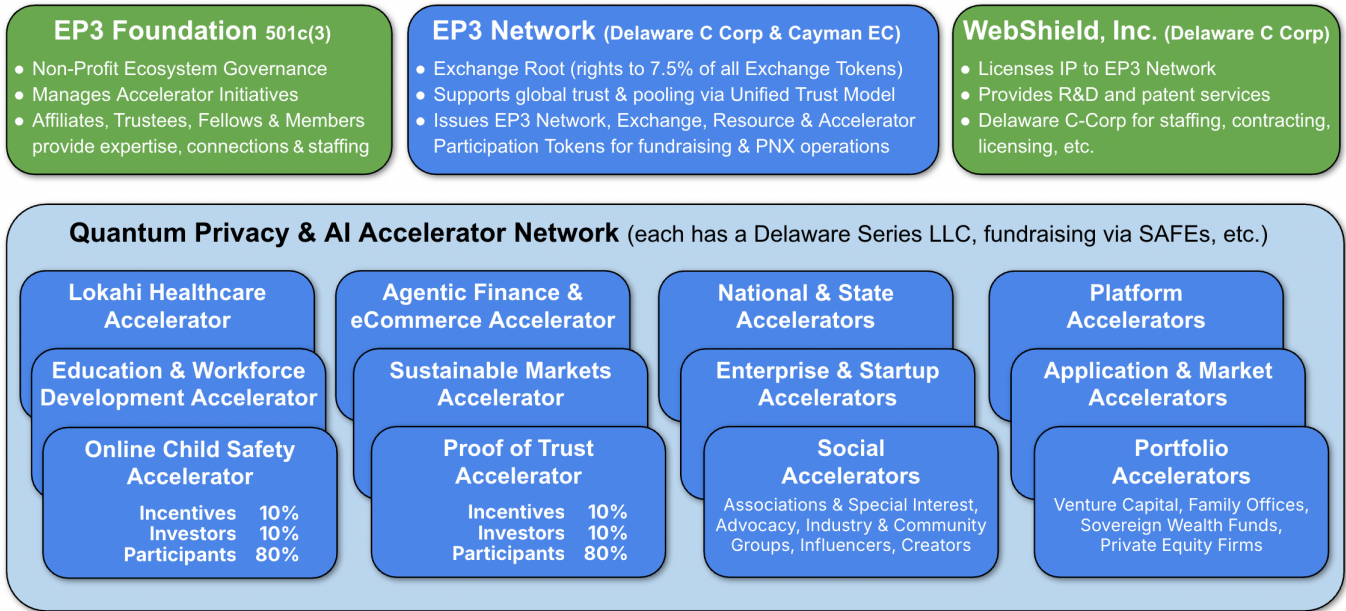 EP3 Foundation 501c(3)
● Non-Profit Ecosystem Governance
● Manages Accelerator Initiatives
● Affiliates, Trustees, Fellows & Members
provide expertise, connections & staffing
EP3 Network (Delaware C Corp & Cayman EC)
● Exchange Root (rights to 7.5% of all Exchange Tokens)
● Supports global trust & pooling via Unified Trust Model
● Issues EP3 Network, Exchange, Resource & Accelerator
Participation Tokens for fundraising & PNX operations
WebShield, Inc. (Delaware C Corp)
● Licenses IP to EP3 Network
● Provides R&D and patent services
● Delaware C-Corp for staffing, contracting,
licensing, etc.
Quantum Privacy & AI Accelerator Network (each has a Delaware Series LLC, fundraising via SAFEs, etc.)
Lokahi Healthcare
Accelerator
Education & Workforce
Development Accelerator
Online Child Safety
Accelerator
Incentives 10%
Investors 10%
Participants 80%
Agentic Finance &
eCommerce Accelerator
Sustainable Markets
Accelerator
Proof of Trust
Accelerator
Incentives 10%
Investors 10%
Participants 80%
National & State
Accelerators
Enterprise & Startup
Accelerators
Social
Accelerators
Associations & Special Interest,
Advocacy, Industry & Community
Groups, Influencers, Creators
Platform
Accelerators
Application & Market
Accelerators
Portfolio
Accelerators
Venture Capital, Family Offices,
Sovereign Wealth Funds,
Private Equity Firms